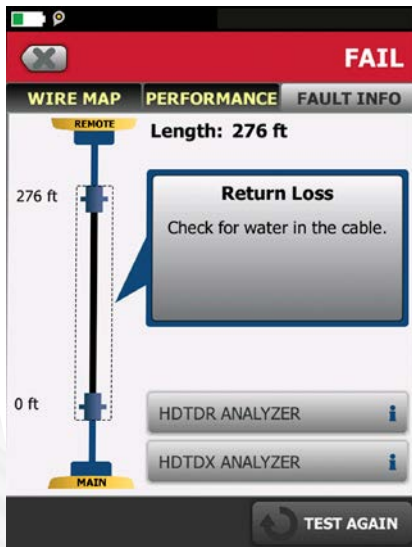 FAIL
WIRE MAP PERFORMANCE FAULT INFO
REMOTE
Length: 276 ft
276 ft
Return Loss
Check for water in the cable.
0 ft
HDTDR ANALYZER i
HDTDX ANALYZER i
MAIN
TEST AGAIN